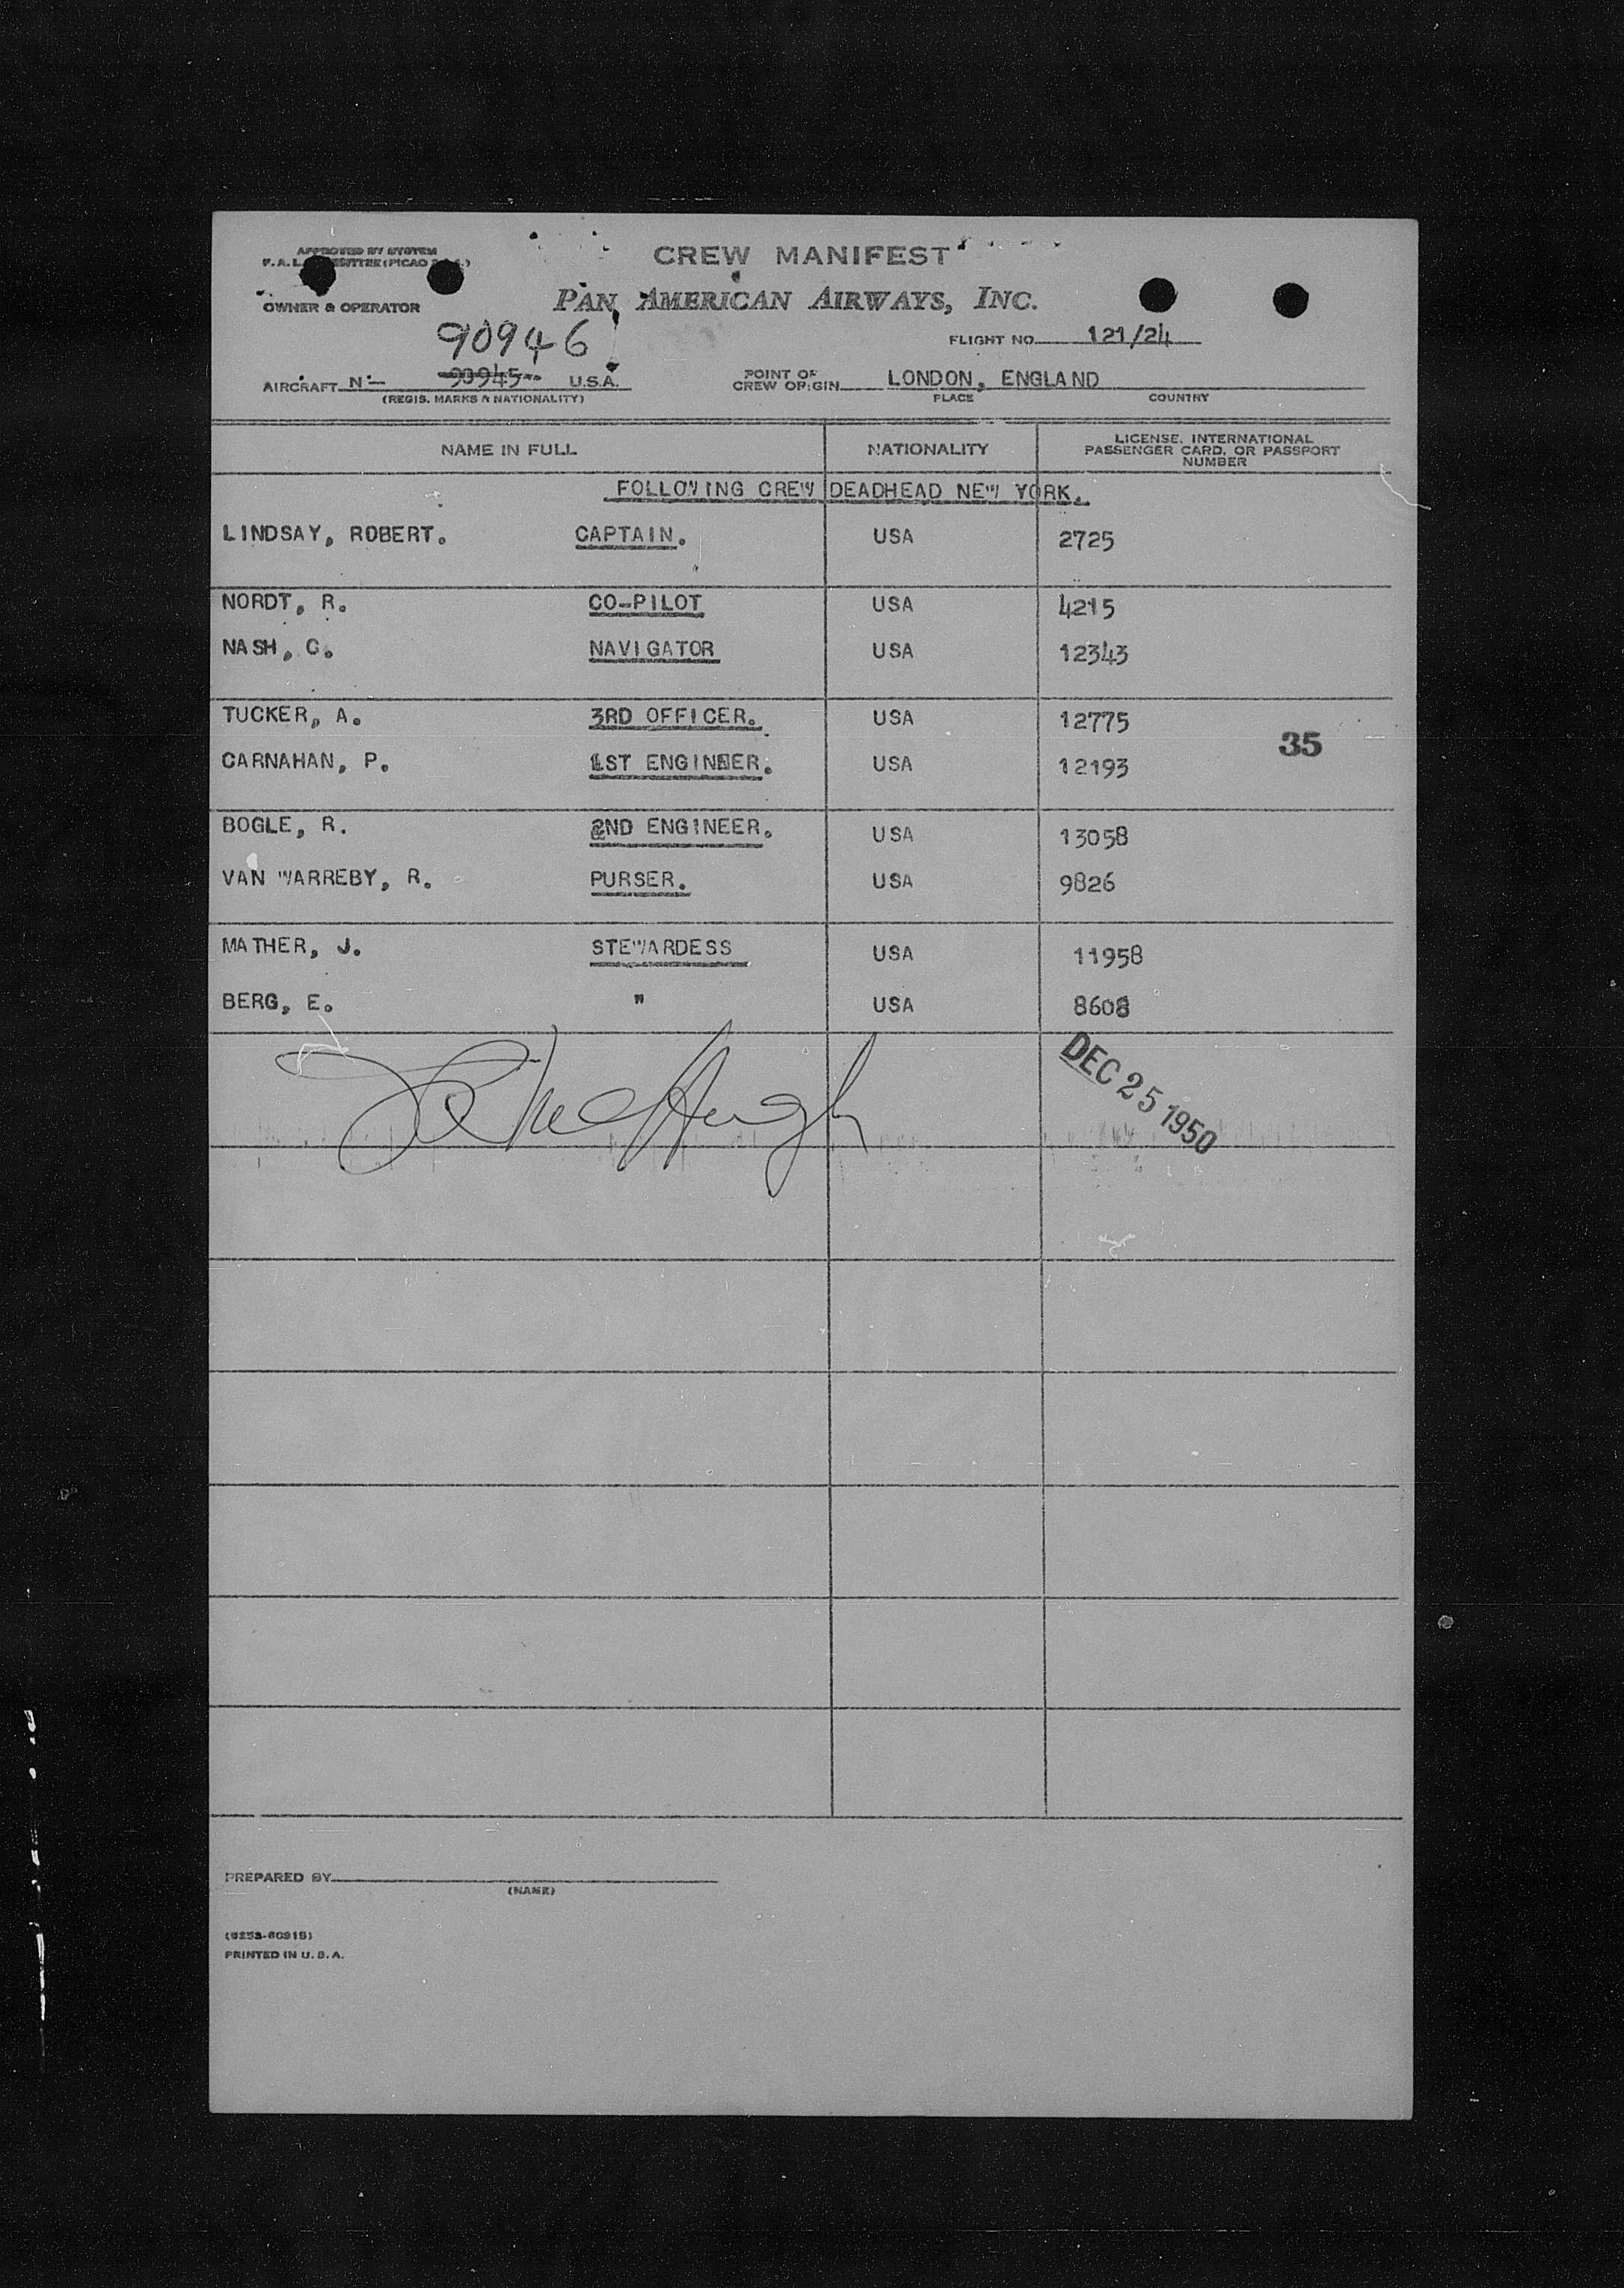 APPROVED BY SYSTEM
CREW MANIFEST
OWNER & OPERATOR
PAN AMERICAN AIRWAYS, INC.
90946
FLIGHT NO. 121/24
AIRCRAFT N:- 90945-- U.S.A.
POINT OF
CREW ORIGIN LONDON, ENGLAND
(REGIS. MARKS & NATIONALITY)
PLACE COUNTRY
NAME IN FULL
NATIONALITY
LICENSE, INTERNATIONAL
PASSENGER CARD, OR PASSPORT
NUMBER
FOLLOWING CREW DEADHEAD NEW YORK.
LINDSAY, ROBERT. CAPTAIN. USA 2725
NORDT, R. CO-PILOT USA 4215
NASH, C. NAVIGATOR USA 12343
TUCKER, A. 3RD OFFICER. USA 12775
35
CARNAHAN, P. 1ST ENGINEER. USA 12193
BOGLE, R. 2ND ENGINEER. USA 13058
VAN WARREBY, R. PURSER. USA 9826
MATHER, J. STEWARDESS USA 11958
BERG, E. " USA 8608
DEC 25 1950
PREPARED BY
(NAME)
PRINTED IN U.S.A.